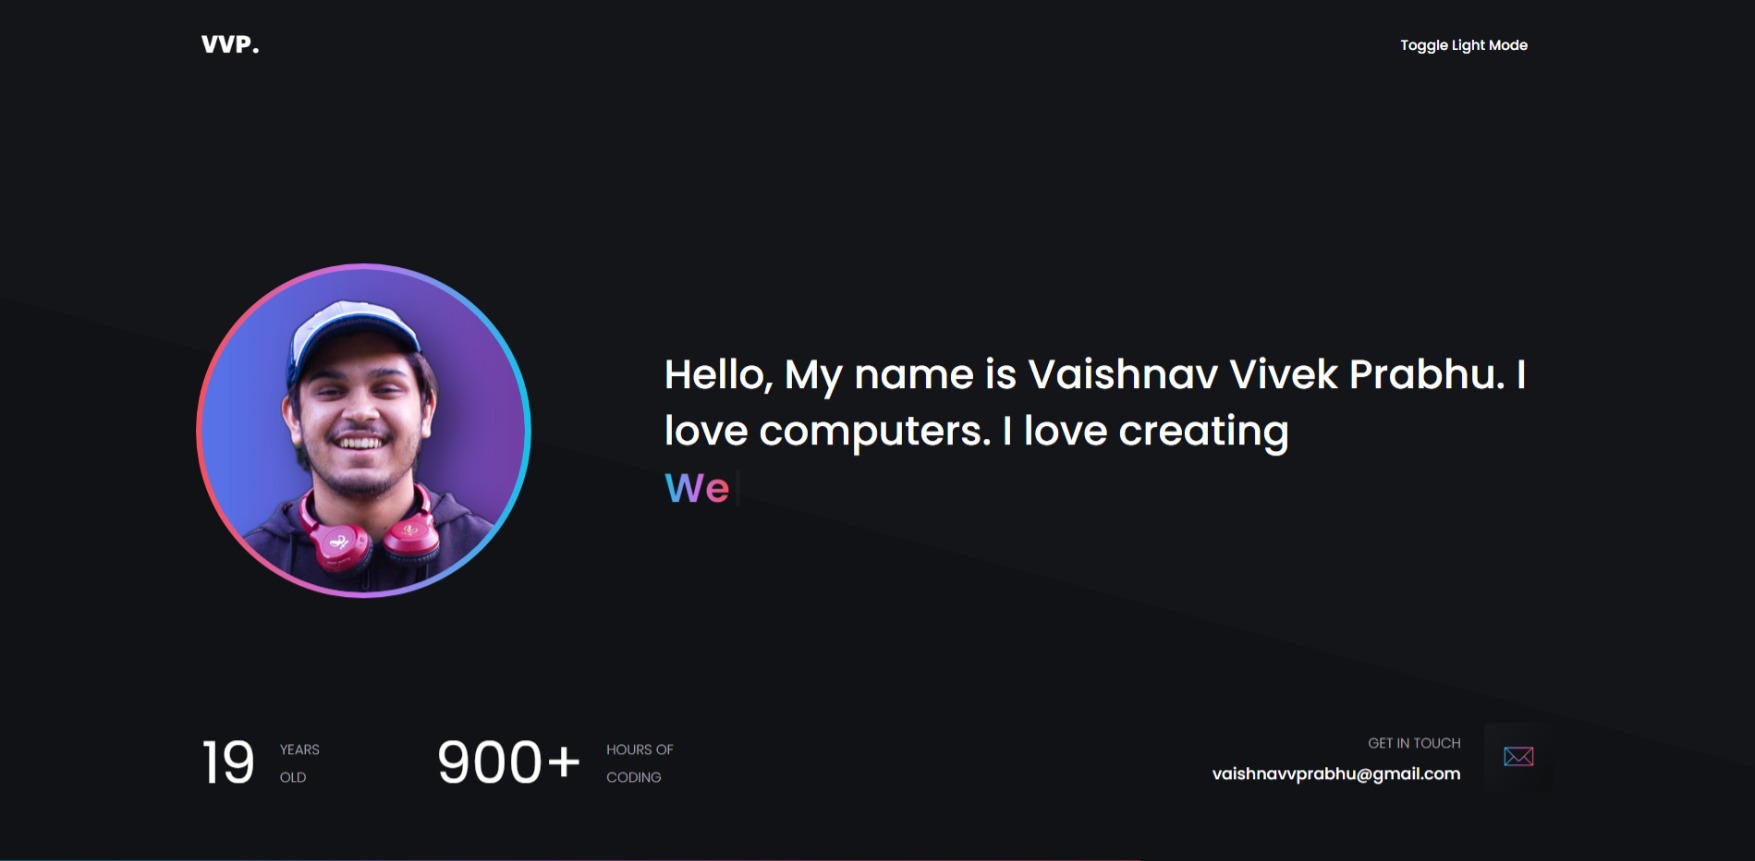 VVP.
Toggle Light Mode
Hello, My name is Vaishnav Vivek Prabhu. I
love computers. I love creating
We
19
YEARS
OLD
900+
HOURS OF
CODING
GET IN TOUCH
vaishnavvprabhu@gmail.com